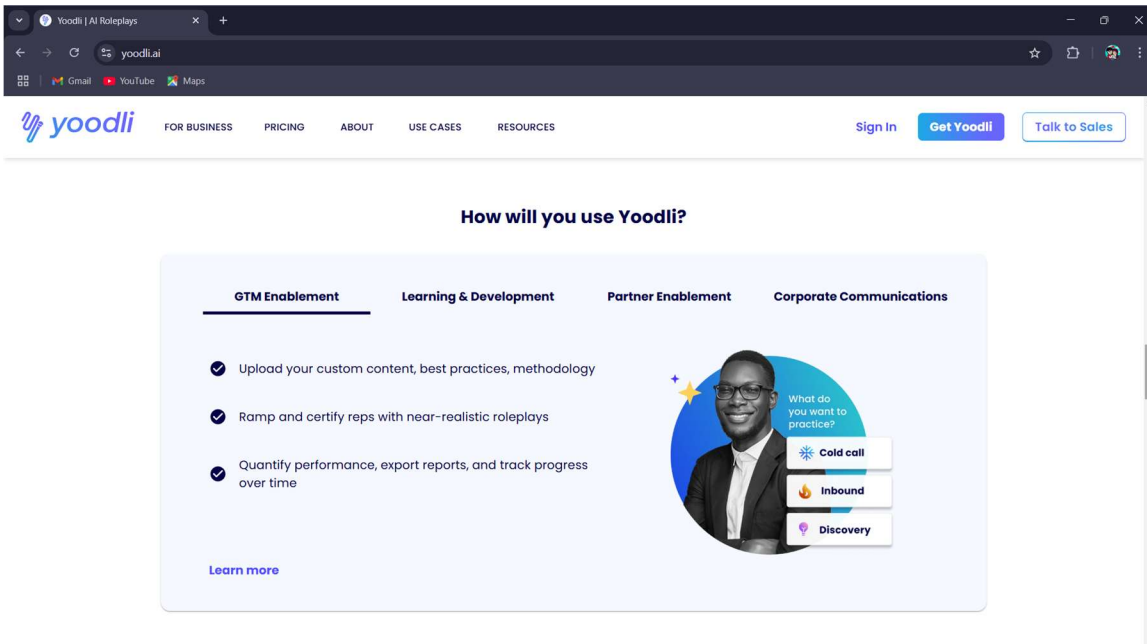 Yoodli | AI Roleplays
yoodli.ai
Gmail
YouTube
Maps
yoodli
FOR BUSINESS
PRICING
ABOUT
USE CASES
RESOURCES
Sign In
Get Yoodli
Talk to Sales
How will you use Yoodli?
GTM Enablement
Learning & Development
Partner Enablement
Corporate Communications
Upload your custom content, best practices, methodology
Ramp and certify reps with near-realistic roleplays
Quantify performance, export reports, and track progress
over time
What do
you want to
practice?
Cold call
Inbound
Discovery
Learn more